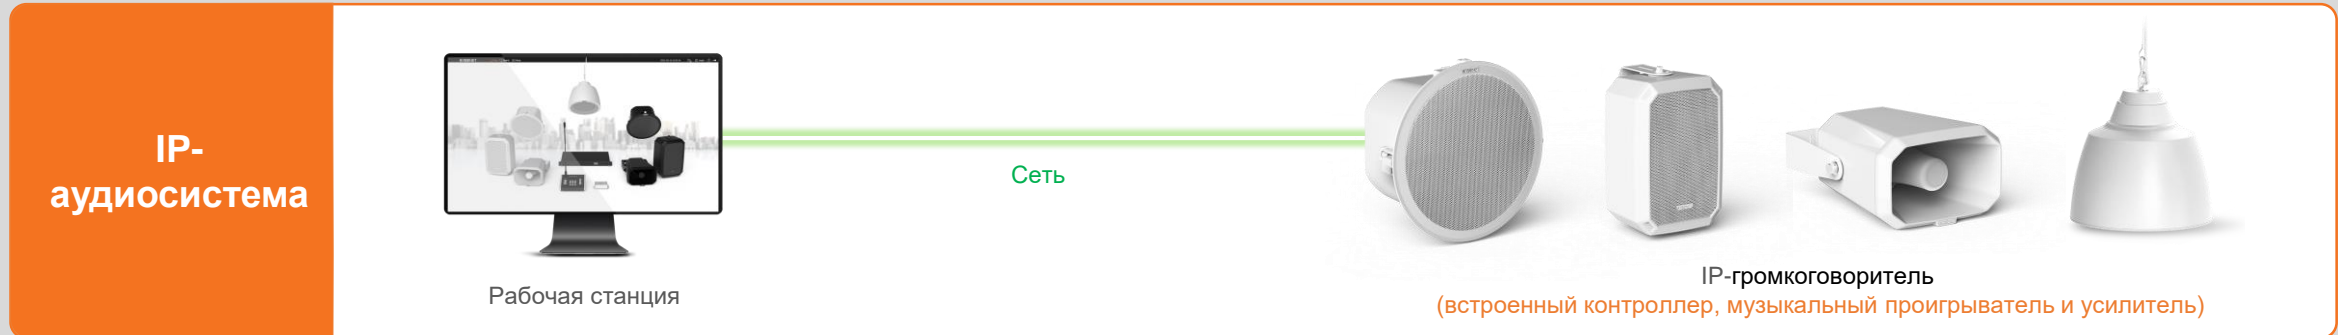 IP-
аудиосистема
Сеть
Рабочая станция
IP-громкоговоритель
(встроенный контроллер, музыкальный проигрыватель и усилитель)